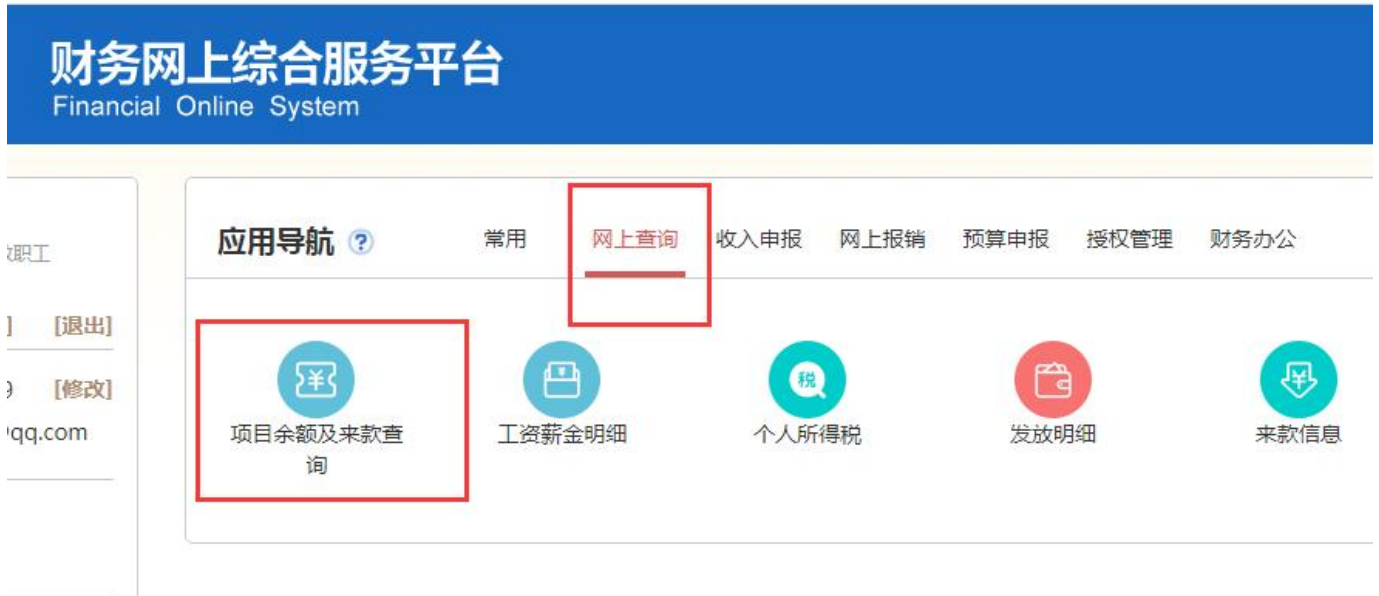 财务网上综合服务平台
Financial Online System
职工
应用导航 ?
常用 网上查询 收入申报 网上报销 预算申报 授权管理 财务办公
] [退出]
9 [修改]
qq.com
税
项目余额及来款查
询
工资薪金明细
个人所得税
发放明细
来款信息